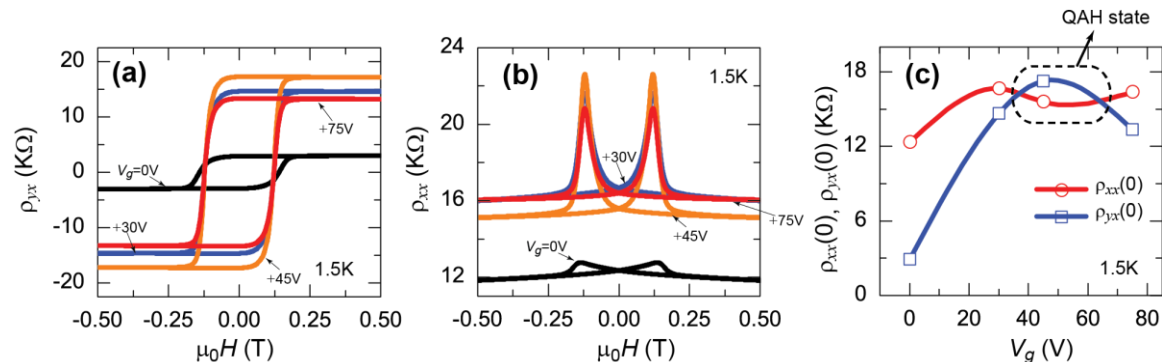 QAH state
(a)
(b)
(c)
1.5K
+75V
Vg=0V
+30V
+45V
1.5K
20
10
0
-10
-20
ρyx (KΩ)
-0.50 -0.25 0.00 0.25 0.50
μ0H (T)
1.5K
+30V
+75V
+45V
Vg=0V
24
20
16
12
ρxx (KΩ)
-0.50 -0.25 0.00 0.25 0.50
μ0H (T)
18
12
6
0
ρxx(0), ρyx(0) (KΩ)
ρxx(0)
ρyx(0)
1.5K
0 20 40 60 80
Vg (V)